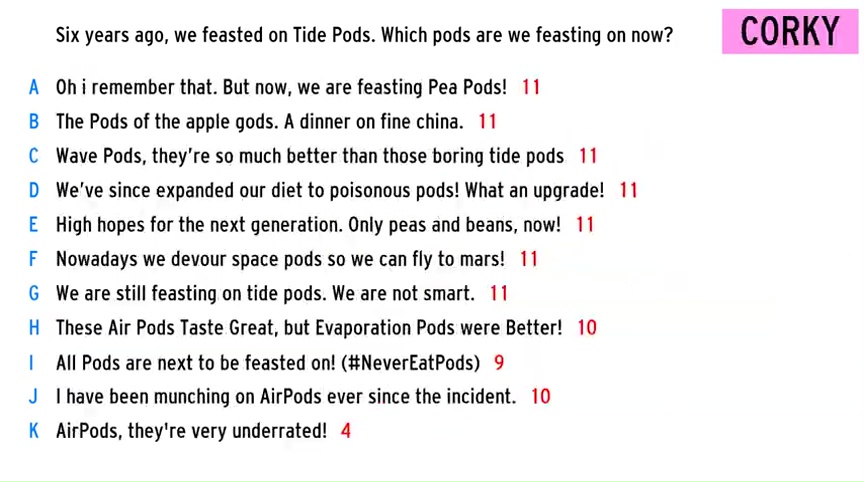 Six years ago, we feasted on Tide Pods. Which pods are we feasting on now?
CORKY
A Oh i remember that. But now, we are feasting Pea Pods! 11
B The Pods of the apple gods. A dinner on fine china. 11
C Wave Pods, they're so much better than those boring tide pods 11
D We've since expanded our diet to poisonous pods! What an upgrade! 11
E High hopes for the next generation. Only peas and beans, now! 11
F Nowadays we devour space pods so we can fly to mars! 11
G We are still feasting on tide pods. We are not smart. 11
H These Air Pods Taste Great, but Evaporation Pods were Better! 10
I All Pods are next to be feasted on! (#NeverEatPods) 9
J I have been munching on AirPods ever since the incident. 10
K AirPods, they're very underrated! 4